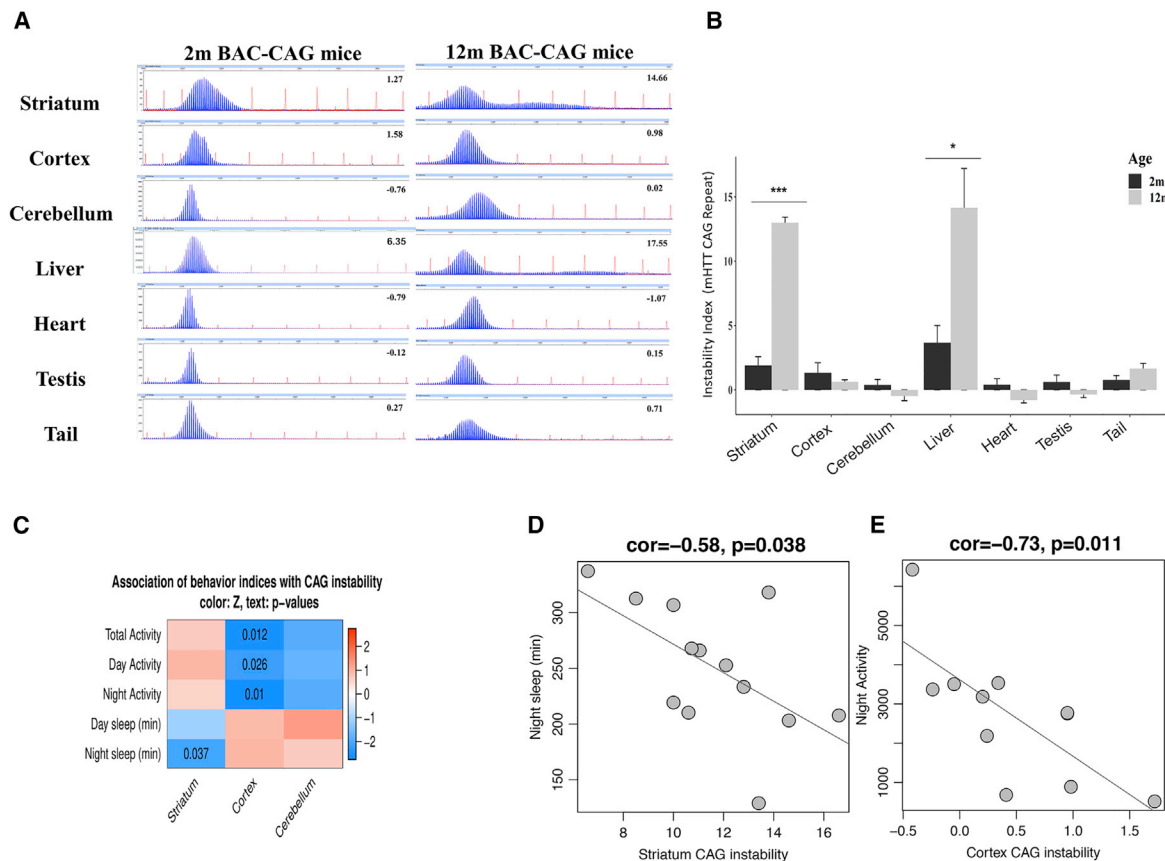 A
2m BAC-CAG mice
12m BAC-CAG mice
Striatum
1.27
14.66
Cortex
1.58
0.98
Cerebellum
-0.76
0.02
Liver
6.35
17.55
Heart
-0.79
-1.07
Testis
-0.12
0.15
Tail
0.27
0.71
B
Instability Index (mHTT CAG Repeat)
15
10
5
0
***
*
Age
2m
12m
Striatum
Cortex
Cerebellum
Liver
Heart
Testis
Tail
C
Association of behavior indices with CAG instability
color: Z, text: p-values
Total Activity
0.012
Day Activity
0.026
Night Activity
0.01
Day sleep (min)
Night sleep (min)
0.037
2
1
0
-1
-2
Striatum
Cortex
Cerebellum
D
cor=-0.58, p=0.038
Night sleep (min)
300
250
200
150
8 10 12 14 16
Striatum CAG instability
E
cor=-0.73, p=0.011
Night Activity
5000
3000
1000
-0.5 0.0 0.5 1.0 1.5
Cortex CAG instability